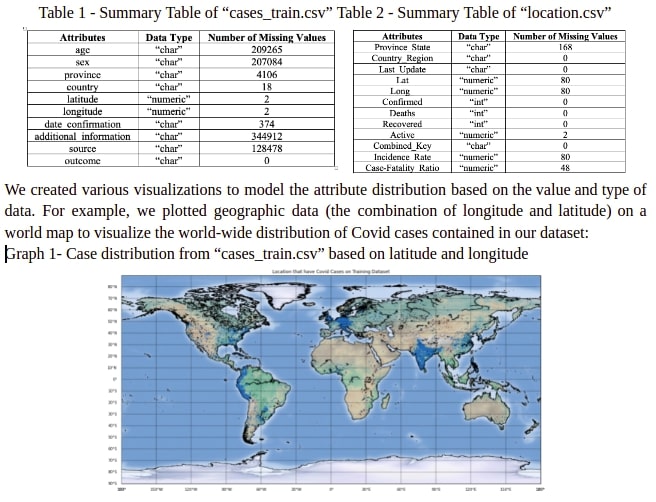 Table 1 - Summary Table of “cases_train.csv” Table 2 - Summary Table of “location.csv”
Attributes Data Type Number of Missing Values
age “char” 209265
sex “char” 207084
province “char” 4106
country “char” 18
latitude “numeric” 2
longitude “numeric” 2
date confirmation “char” 374
additional information “char” 344912
source “char” 128478
outcome “char” 0
Attributes Data Type Number of Missing Values
Province State “char” 168
Country Region “char” 0
Last Update “char” 0
Lat “numeric” 80
Long “numeric” 80
Confirmed “int” 0
Deaths “int” 0
Recovered “int” 0
Active “numeric” 2
Combined_Key “char” 0
Incidence Rate “numeric” 80
Case-Fatality Ratio “numeric” 48
We created various visualizations to model the attribute distribution based on the value and type of
data. For example, we plotted geographic data (the combination of longitude and latitude) on a
world map to visualize the world-wide distribution of Covid cases contained in our dataset:
Graph 1- Case distribution from “cases_train.csv” based on latitude and longitude
Location that have Covid Cases on Training Dataset